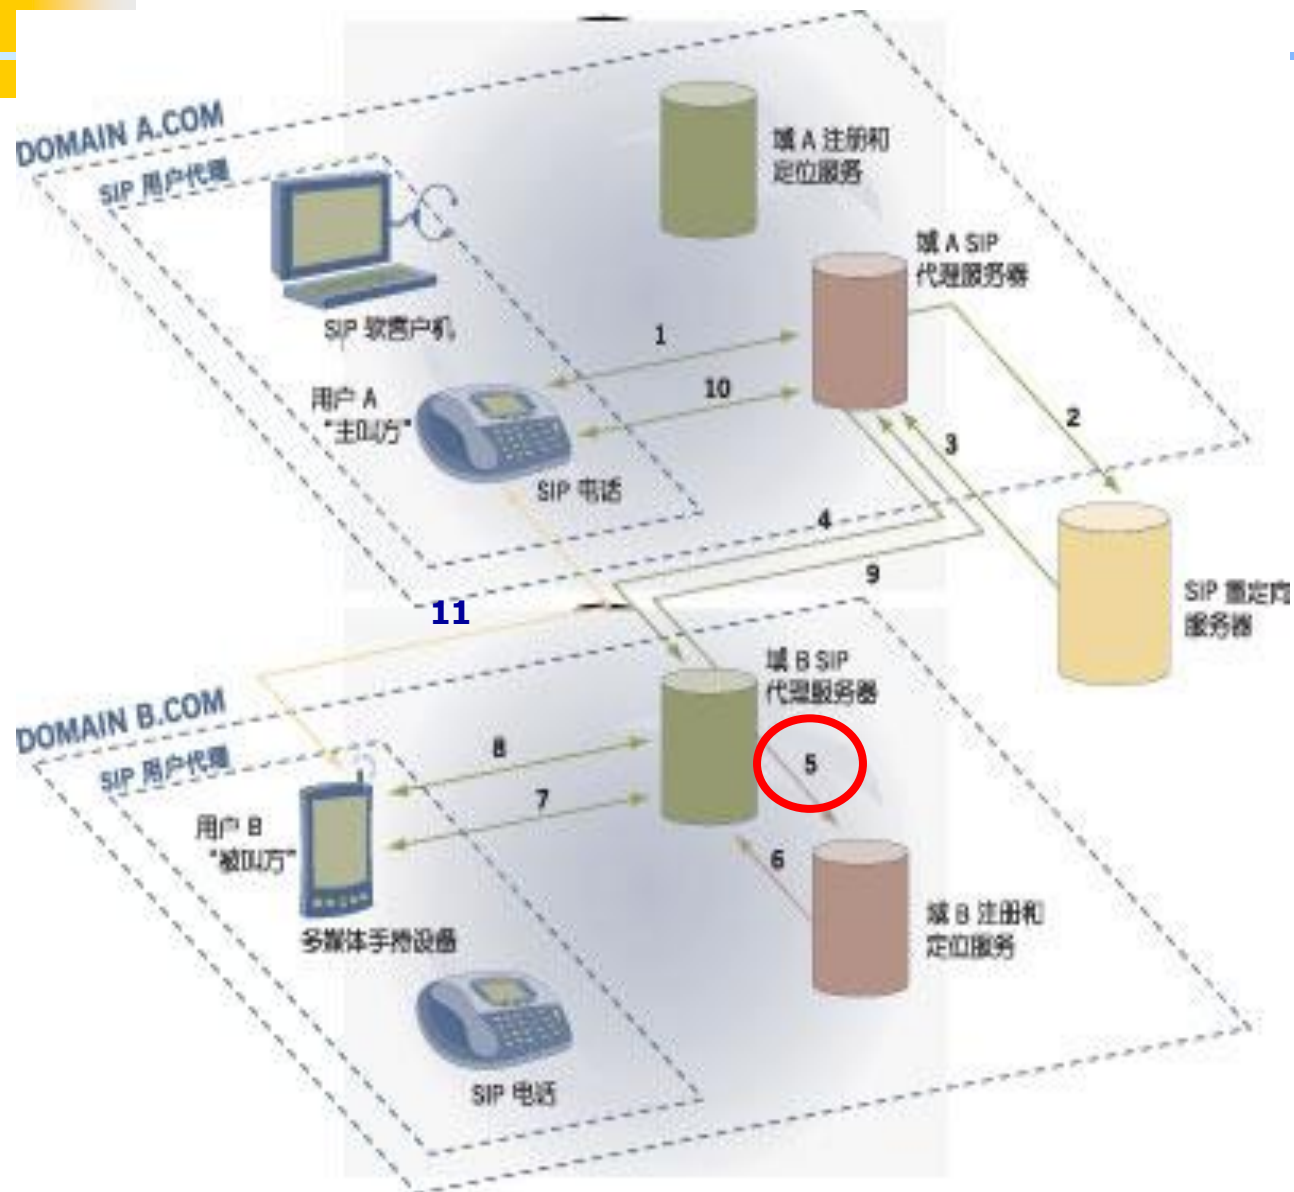 DOMAIN A.COM
SIP 用户代理
域 A 注册和
定位服务
域 A SIP
代理服务器
SIP 软客户机
1
用户 A
“主叫方”
10
2
3
SIP 电话
4
9
SIP 重定向
服务器
11
DOMAIN B.COM
SIP 用户代理
域 B SIP
代理服务器
8
5
7
用户 B
“被叫方”
6
多媒体手持设备
域 B 注册和
定位服务
SIP 电话